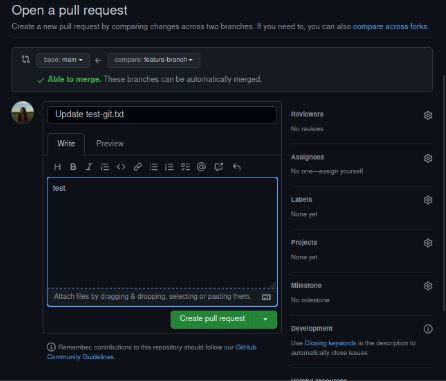 Open a pull request
Create a new pull request by comparing changes across two branches. If you need to, you can also compare across forks.
base: main
compare: feature-branch
Able to merge. These branches can be automatically merged.
Update test-git.txt
Write
Preview
test
Attach files by dragging & dropping, selecting or pasting them.
Create pull request
Remember, contributions to this repository should follow our GitHub
Community Guidelines.
Reviewers
No reviews
Assignees
No one—assign yourself
Labels
None yet
Projects
None yet
Milestone
No milestone
Development
Use Closing keywords in the description to
automatically close issues
Helpful resources